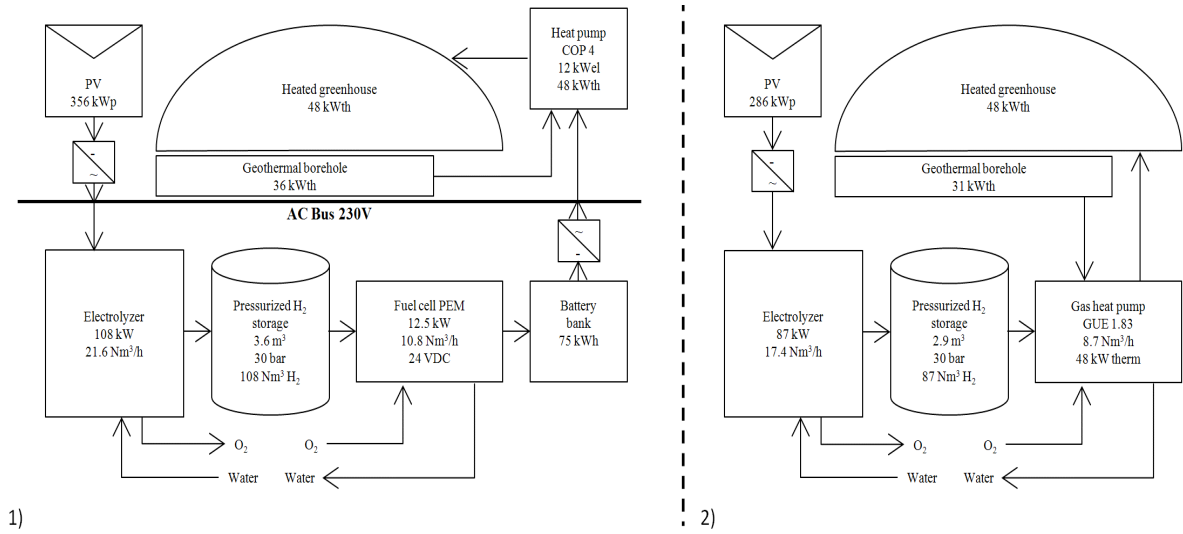 PV
356 kWp
-
~
Heated greenhouse
48 kWth
Heat pump
COP 4
12 kWel
48 kWth
Geothermal borehole
36 kWth
AC Bus 230V
~
-
Electrolyzer
108 kW
21.6 Nm³/h
Pressurized H₂
storage
3.6 m³
30 bar
108 Nm³ H₂
Fuel cell PEM
12.5 kW
10.8 Nm³/h
24 VDC
Battery
bank
75 kWh
O₂ O₂
Water Water
1)
PV
286 kWp
-
~
Heated greenhouse
48 kWth
Geothermal borehole
31 kWth
Electrolyzer
87 kW
17.4 Nm³/h
Pressurized H₂
storage
2.9 m³
30 bar
87 Nm³ H₂
Gas heat pump
GUE 1.83
8.7 Nm³/h
48 kW therm
O₂ O₂
Water Water
2)